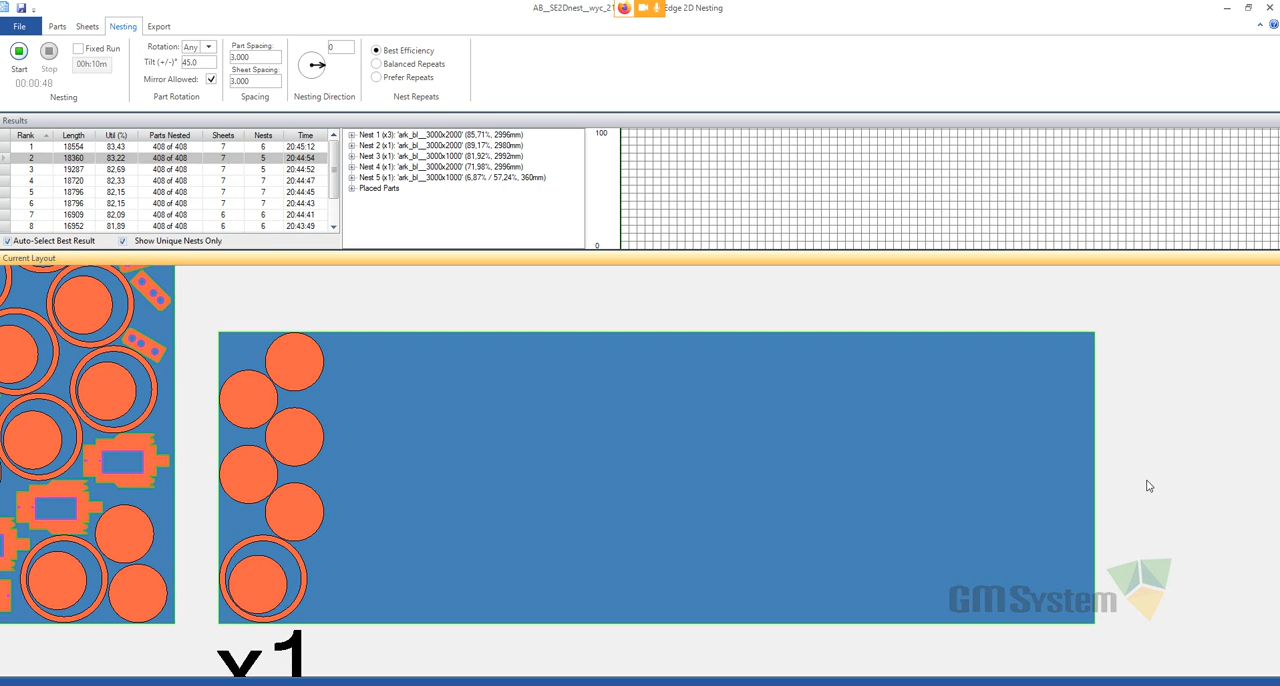 AB__SE2Dnest__wyc_21
Edge 2D Nesting
File Parts Sheets Nesting Export
Start
Stop
00:00:48
Fixed Run
00h:10m
Nesting
Rotation: Any
Tilt (+/-)° 45.0
Mirror Allowed:
Part Rotation
Part Spacing
3.000
Sheet Spacing:
3.000
Spacing
0
Nesting Direction
Best Efficiency
Balanced Repeats
Prefer Repeats
Nest Repeats
Results
Rank Length Util (%) Parts Nested Sheets Nests Time
1 18554 83,43 408 of 408 7 6 20:45:12
2 18360 83,22 408 of 408 7 5 20:44:54
3 19287 82,69 408 of 408 7 5 20:44:52
4 18720 82,33 408 of 408 7 7 20:44:47
5 18796 82,15 408 of 408 7 7 20:44:45
6 18796 82,15 408 of 408 7 7 20:44:43
7 16909 82,09 408 of 408 6 6 20:44:41
8 16952 81,89 408 of 408 6 6 20:43:49
Auto-Select Best Result
Show Unique Nests Only
Nest 1 (x3): 'ark_bl__3000x2000' (85,71%, 2996mm)
Nest 2 (x1): 'ark_bl__3000x2000' (89,17%, 2980mm)
Nest 3 (x1): 'ark_bl__3000x1000' (81,92%, 2992mm)
Nest 4 (x1): 'ark_bl__3000x2000' (71,98%, 2996mm)
Nest 5 (x1): 'ark_bl__3000x1000' (6,87% / 57,24%, 360mm)
Placed Parts
100
0
Current Layout
GMSystem
x1